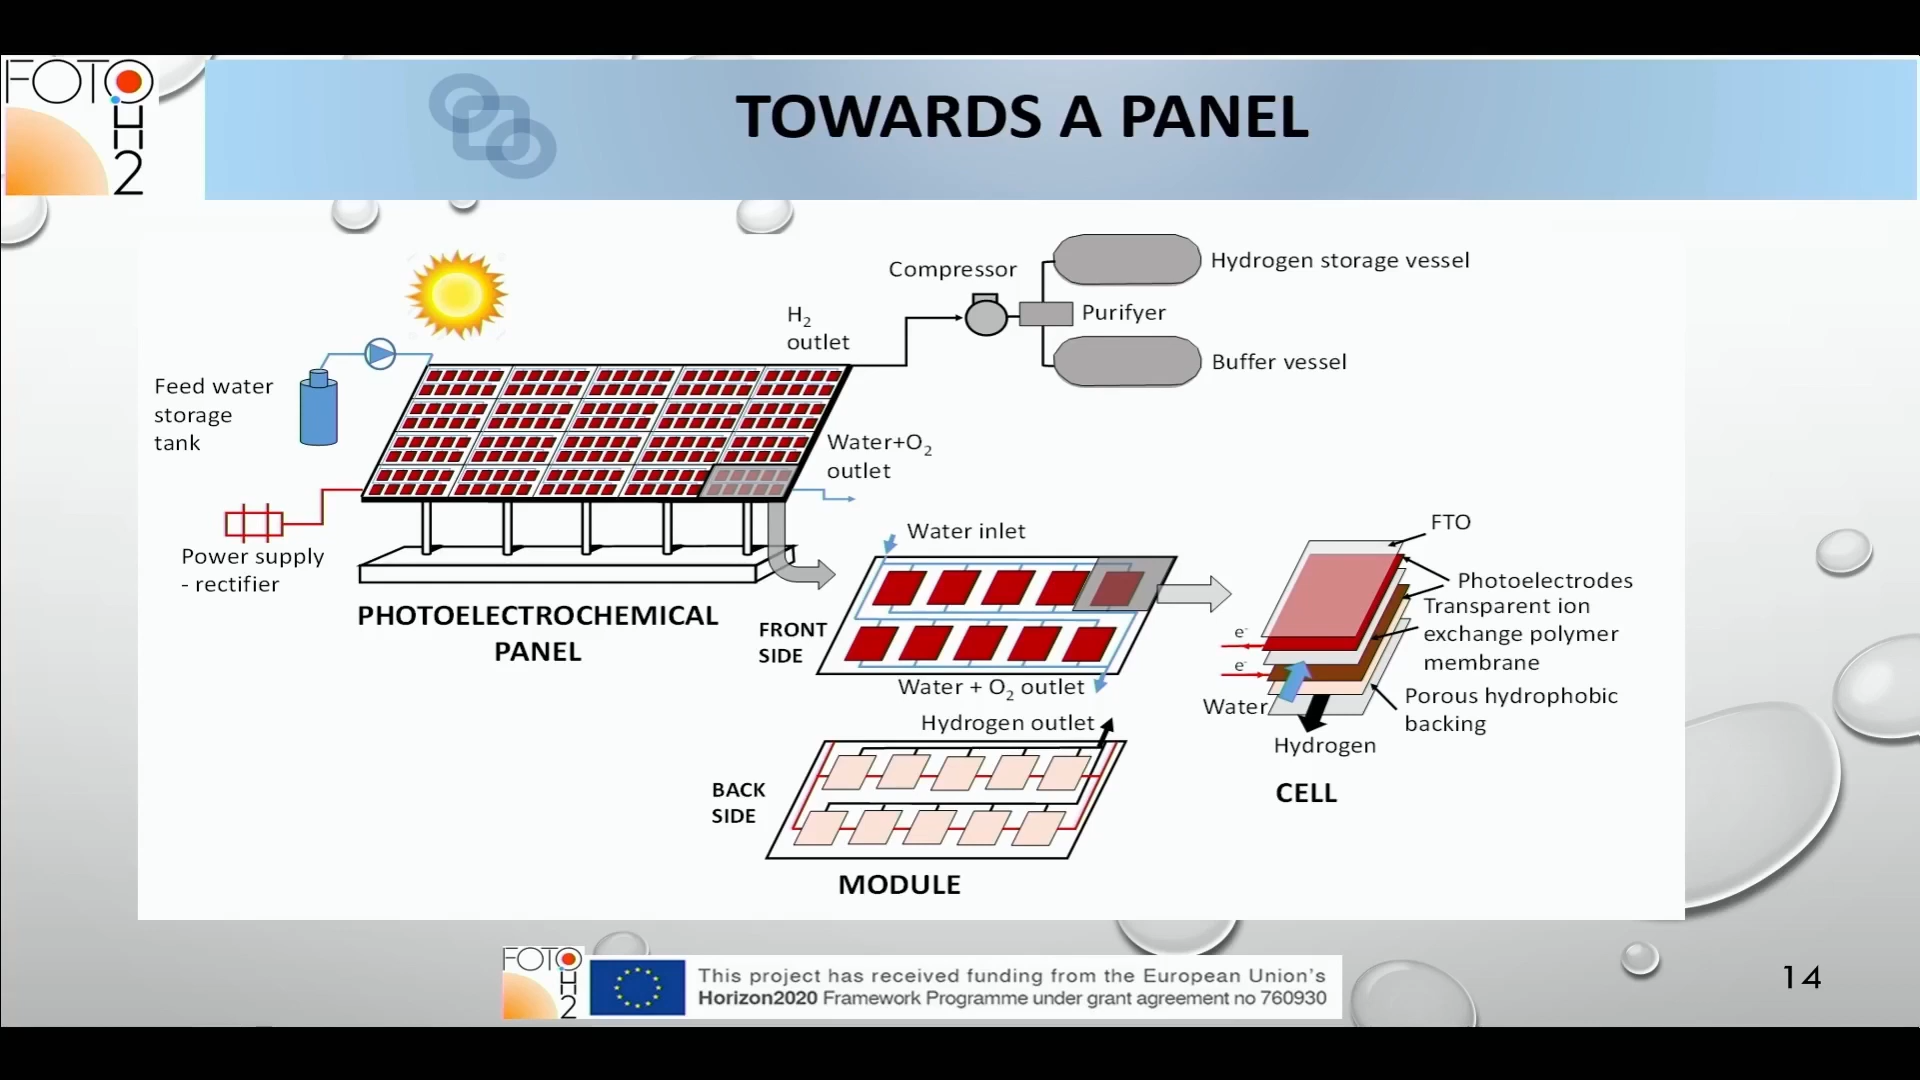 FOTO
H
2
TOWARDS A PANEL
Compressor
Hydrogen storage vessel
H2
outlet
Purifyer
Buffer vessel
Feed water
storage
tank
Water+O2
outlet
Power supply
- rectifier
PHOTOELECTROCHEMICAL
PANEL
Water inlet
FRONT
SIDE
Water + O2 outlet
Hydrogen outlet
BACK
SIDE
MODULE
FTO
Photoelectrodes
Transparent ion
exchange polymer
membrane
e-
e-
Porous hydrophobic
backing
Water
Hydrogen
CELL
FOTO
H
2
This project has received funding from the European Union's
Horizon2020 Framework Programme under grant agreement no 760930
14